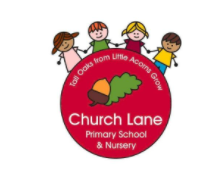 Tall Oaks from Little Acorns Grow
Church Lane
Primary School
& Nursery